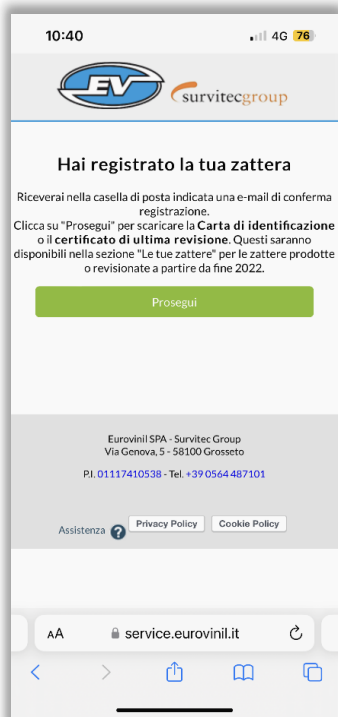 10:40
4G 76
EV survitecgroup
Hai registrato la tua zattera
Riceverai nella casella di posta indicata una e-mail di conferma
registrazione.
Clicca su "Prosegui" per scaricare la Carta di identificazione
o il certificato di ultima revisione. Questi saranno
disponibili nella sezione "Le tue zattere" per le zattere prodotte
o revisionate a partire da fine 2022.
Prosegui
Eurovinil SPA - Survitec Group
Via Genova, 5 - 58100 Grosseto
P.I. 01117410538 - Tel. +39 0564 487101
Assistenza ? Privacy Policy Cookie Policy
AA service.eurovinil.it